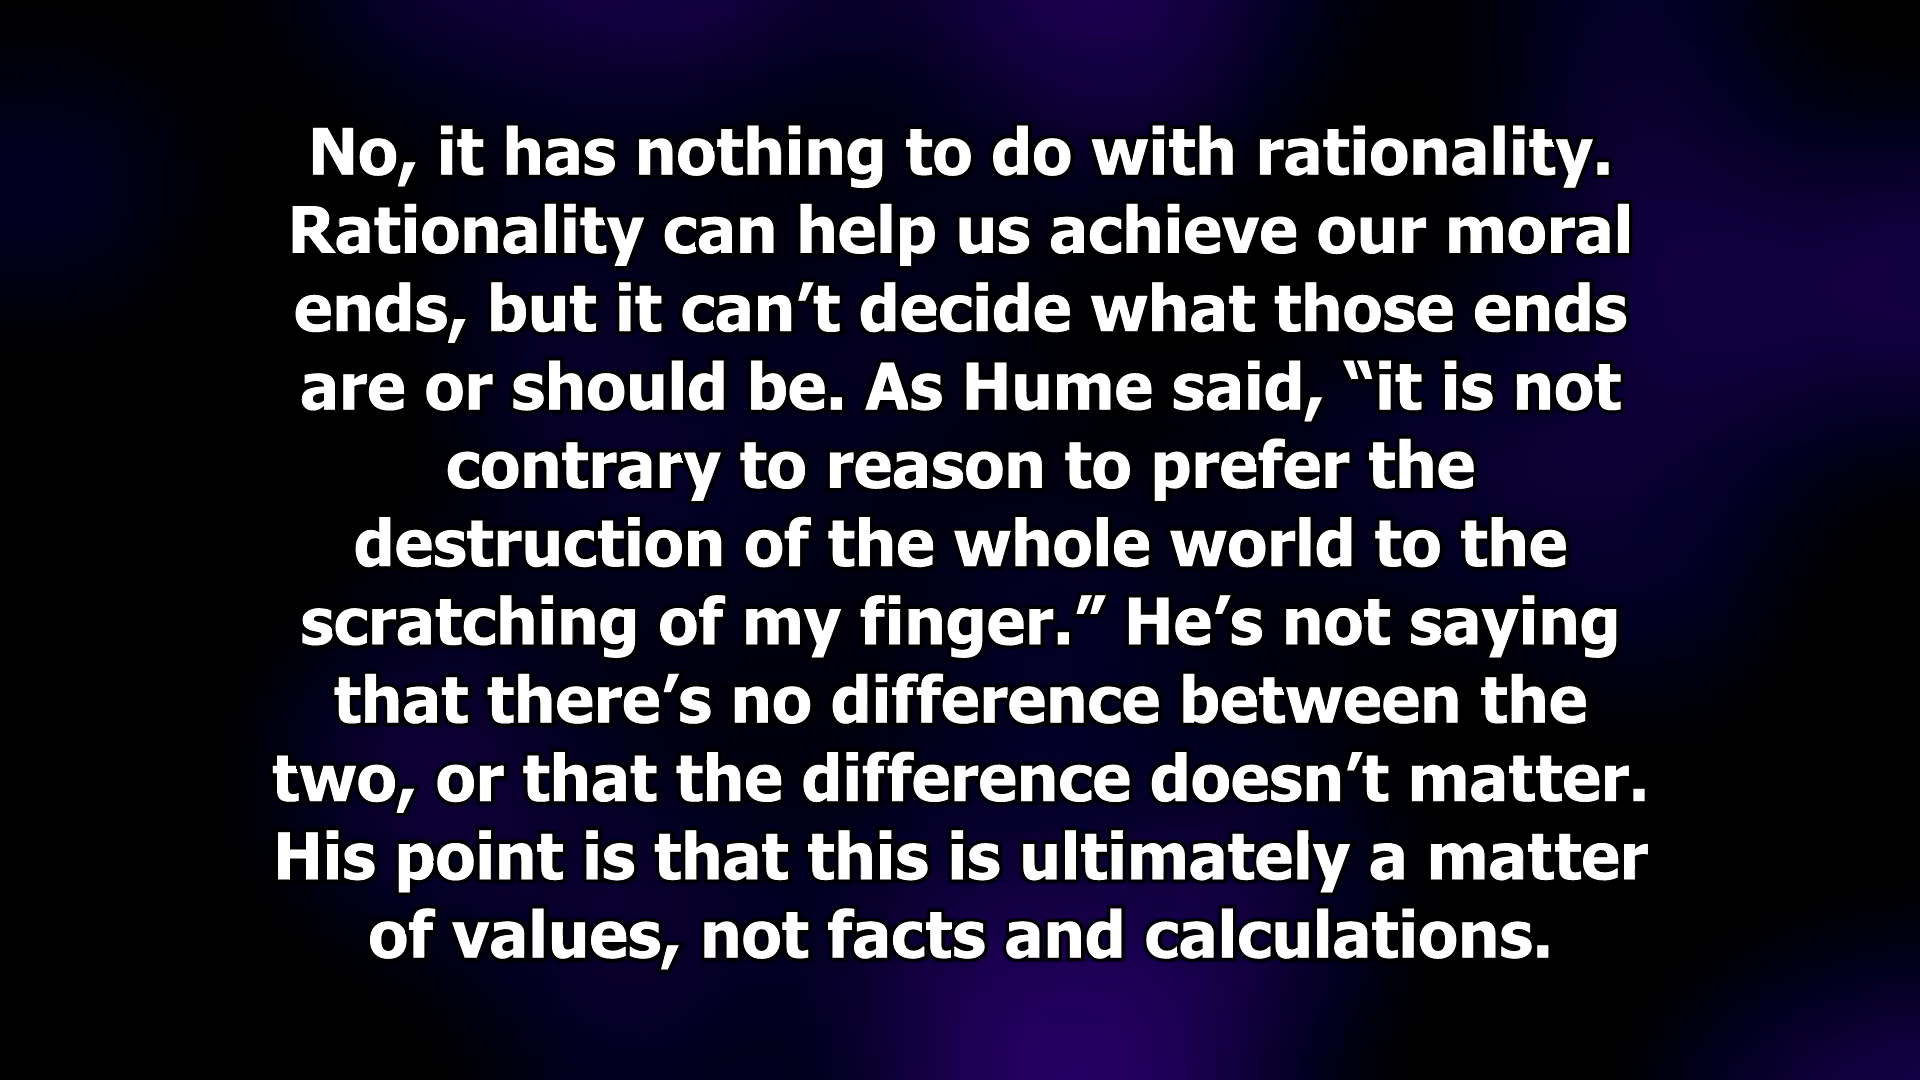 No, it has nothing to do with rationality.
Rationality can help us achieve our moral
ends, but it can’t decide what those ends
are or should be. As Hume said, “it is not
contrary to reason to prefer the
destruction of the whole world to the
scratching of my finger.” He’s not saying
that there’s no difference between the
two, or that the difference doesn’t matter.
His point is that this is ultimately a matter
of values, not facts and calculations.